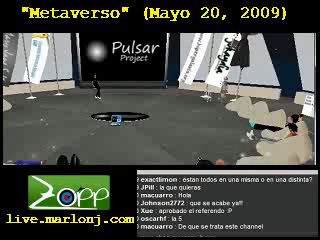 "Metaverso" (Mayo 20, 2009)
Pulsar
Project
exactlimon : estan todos en una misma o en una distinta?
JPill : la que quieras
macuarro : Hola
Johnson2772 : que se acabe ya!!
Xue : aprobado el referendo :P
oscarhf : la 5
macuarro : De que se trata este channel
Zopp
live.marlonj.com